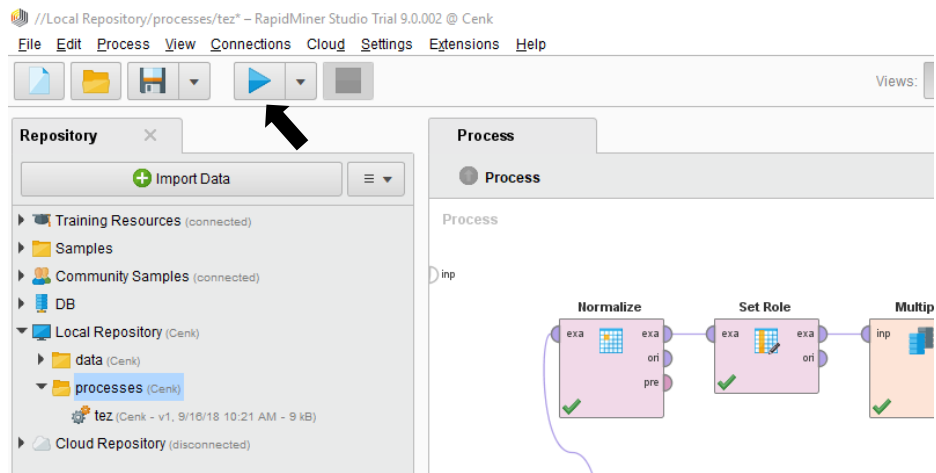 //Local Repository/processes/tez* – RapidMiner Studio Trial 9.0.002 @ Cenk
File Edit Process View Connections Cloud Settings Extensions Help
Views:
Repository
Process
Import Data
Process
Training Resources (connected)
Process
Samples
Community Samples (connected)
inp
DB
Normalize Set Role Multip
Local Repository (Cenk)
exa exa exa exa inp
data (Cenk)
ori ori
processes (Cenk)
pre
tez (Cenk - v1, 9/16/18 10:21 AM - 9 kB)
Cloud Repository (disconnected)